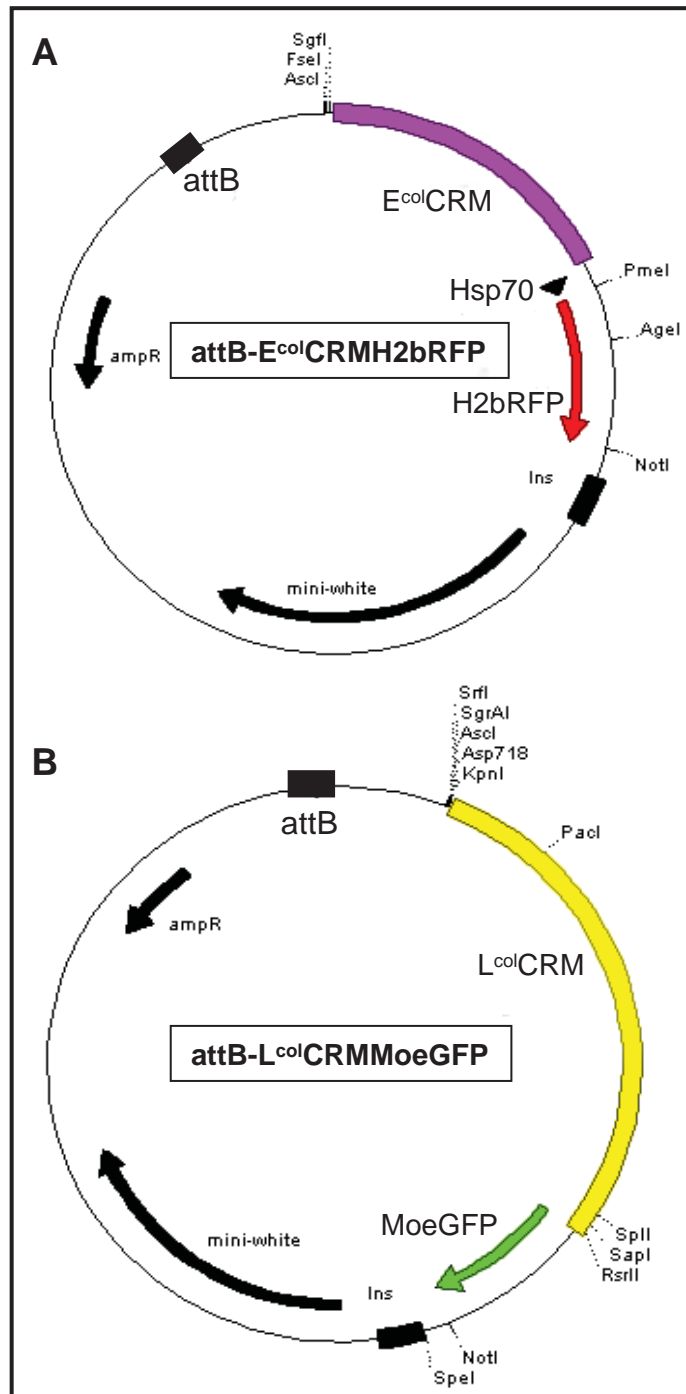 A
SgfI
FseI
AscI
attB
EcolCRM
PmeI
Hsp70
AgeI
ampR
attB-EcolCRMH2bRFP
H2bRFP
NotI
Ins
mini-white
B
SrfI
SgrAI
AscI
Asp718
KpnI
attB
PacI
ampR
LcolCRM
attB-LcolCRMMoeGFP
MoeGFP
SplI
SapI
RsrII
mini-white
Ins
NotI
SpeI